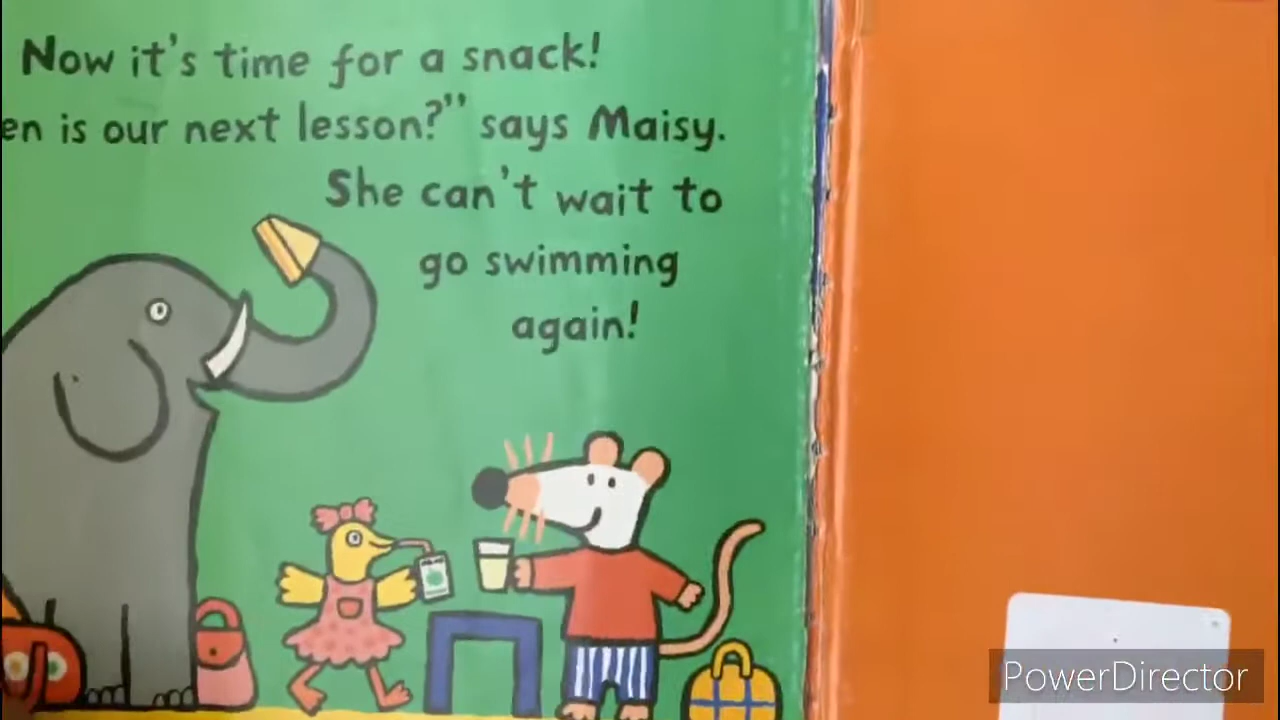 Now it's time for a snack!
en is our next lesson?" says Maisy.
She can't wait to
go swimming
again!
PowerDirector